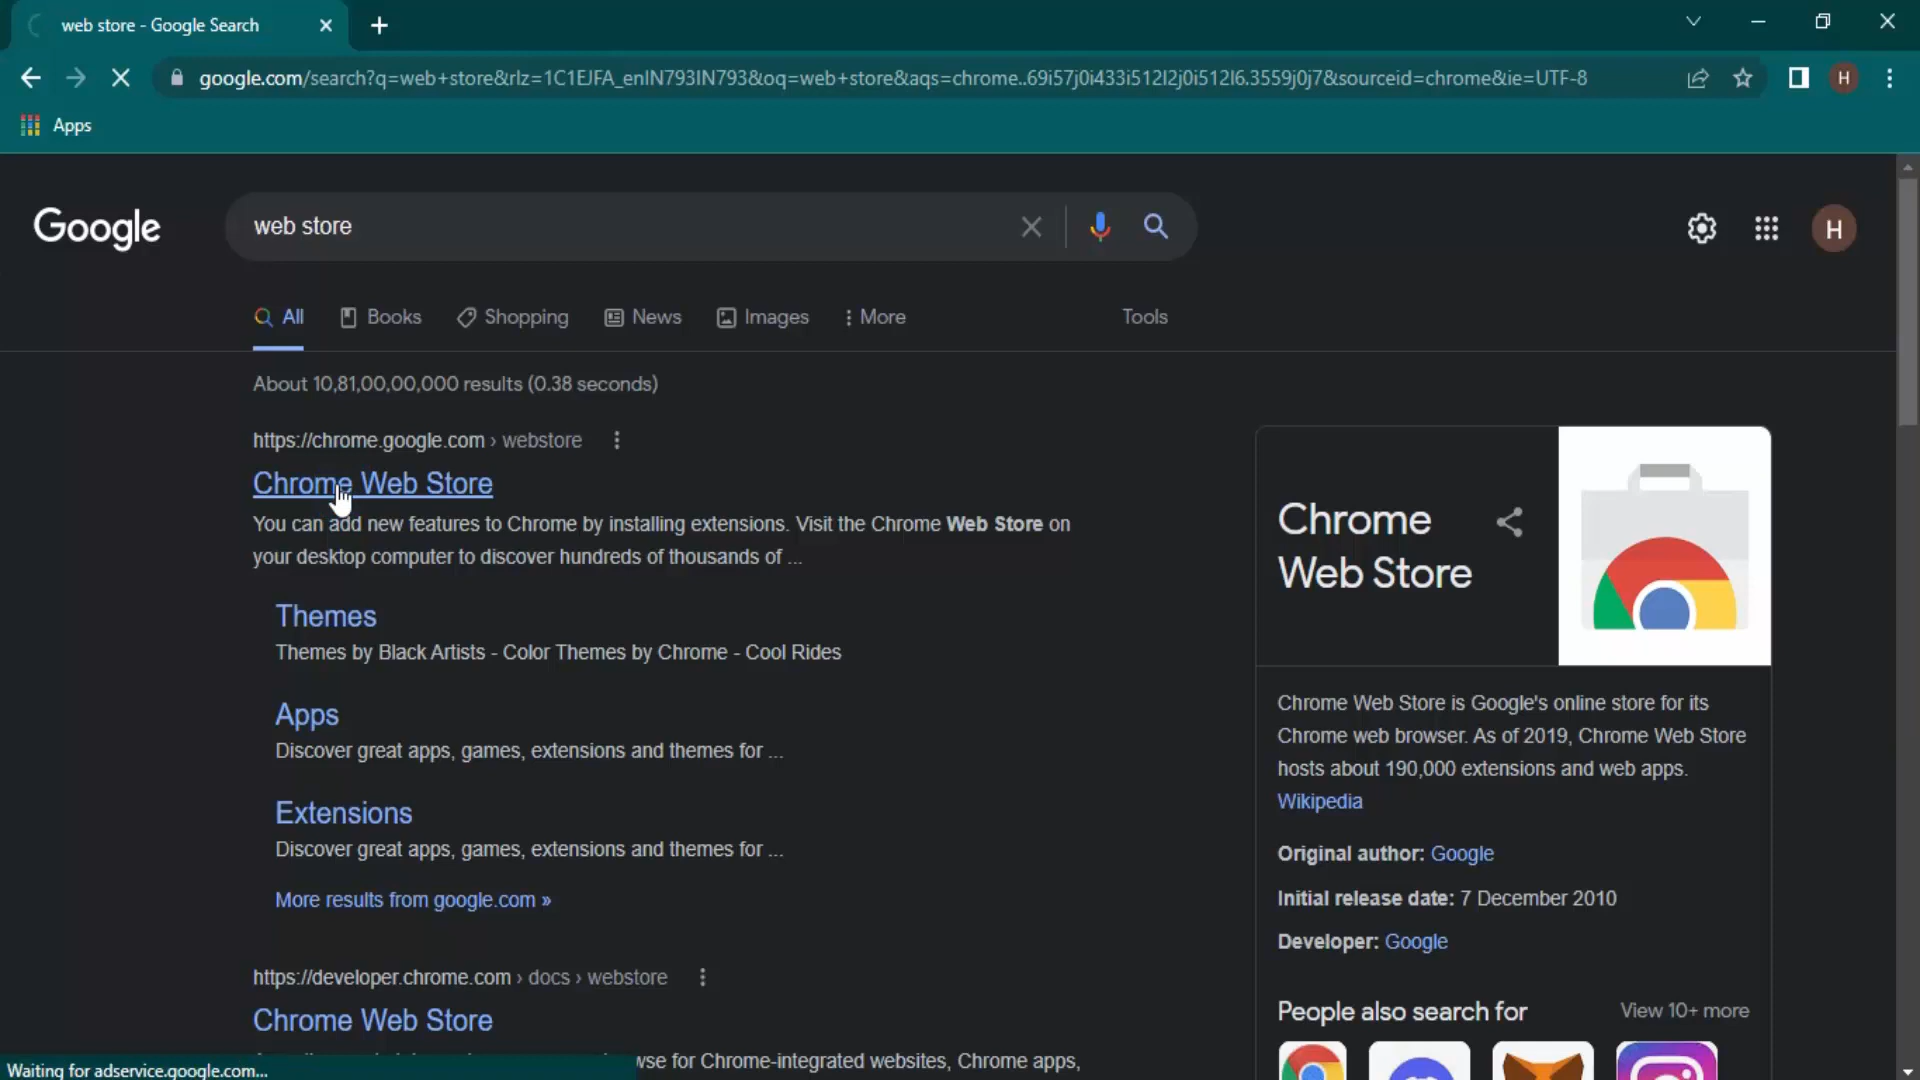 web store - Google Search
google.com/search?q=web+store&rlz=1C1EJFA_enIN793IN793&oq=web+store&aqs=chrome..69i57j0i433i512l2j0i512l6.3559j0j7&sourceid=chrome&ie=UTF-8
H
Apps
Google
web store
H
All
Books
Shopping
News
Images
More
Tools
About 10,81,00,00,000 results (0.38 seconds)
https://chrome.google.com › webstore
Chrome Web Store
You can add new features to Chrome by installing extensions. Visit the Chrome Web Store on
your desktop computer to discover hundreds of thousands of ...
Themes
Themes by Black Artists - Color Themes by Chrome - Cool Rides
Apps
Discover great apps, games, extensions and themes for ...
Extensions
Discover great apps, games, extensions and themes for ...
More results from google.com »
https://developer.chrome.com › docs › webstore
Chrome Web Store
wse for Chrome-integrated websites, Chrome apps,
Waiting for adservice.google.com...
Chrome
Web Store
Chrome Web Store is Google's online store for its
Chrome web browser. As of 2019, Chrome Web Store
hosts about 190,000 extensions and web apps.
Wikipedia
Original author: Google
Initial release date: 7 December 2010
Developer: Google
People also search for
View 10+ more